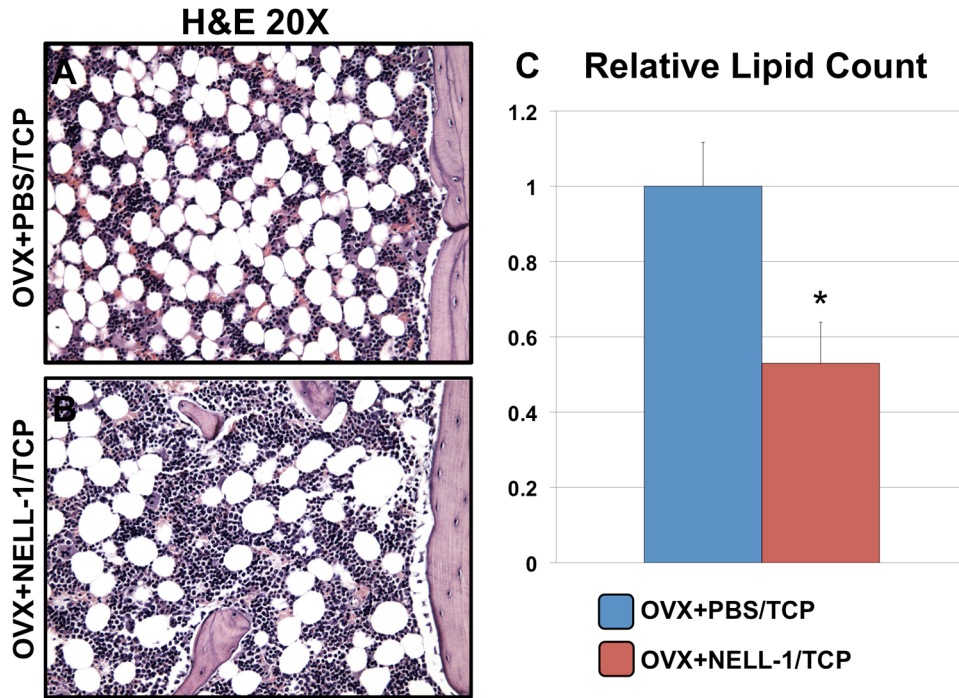 H&E 20X
A
OVX+PBS/TCP
B
OVX+NELL-1/TCP
C Relative Lipid Count
1.2
1
0.8
0.6
0.4
0.2
0
*
OVX+PBS/TCP
OVX+NELL-1/TCP